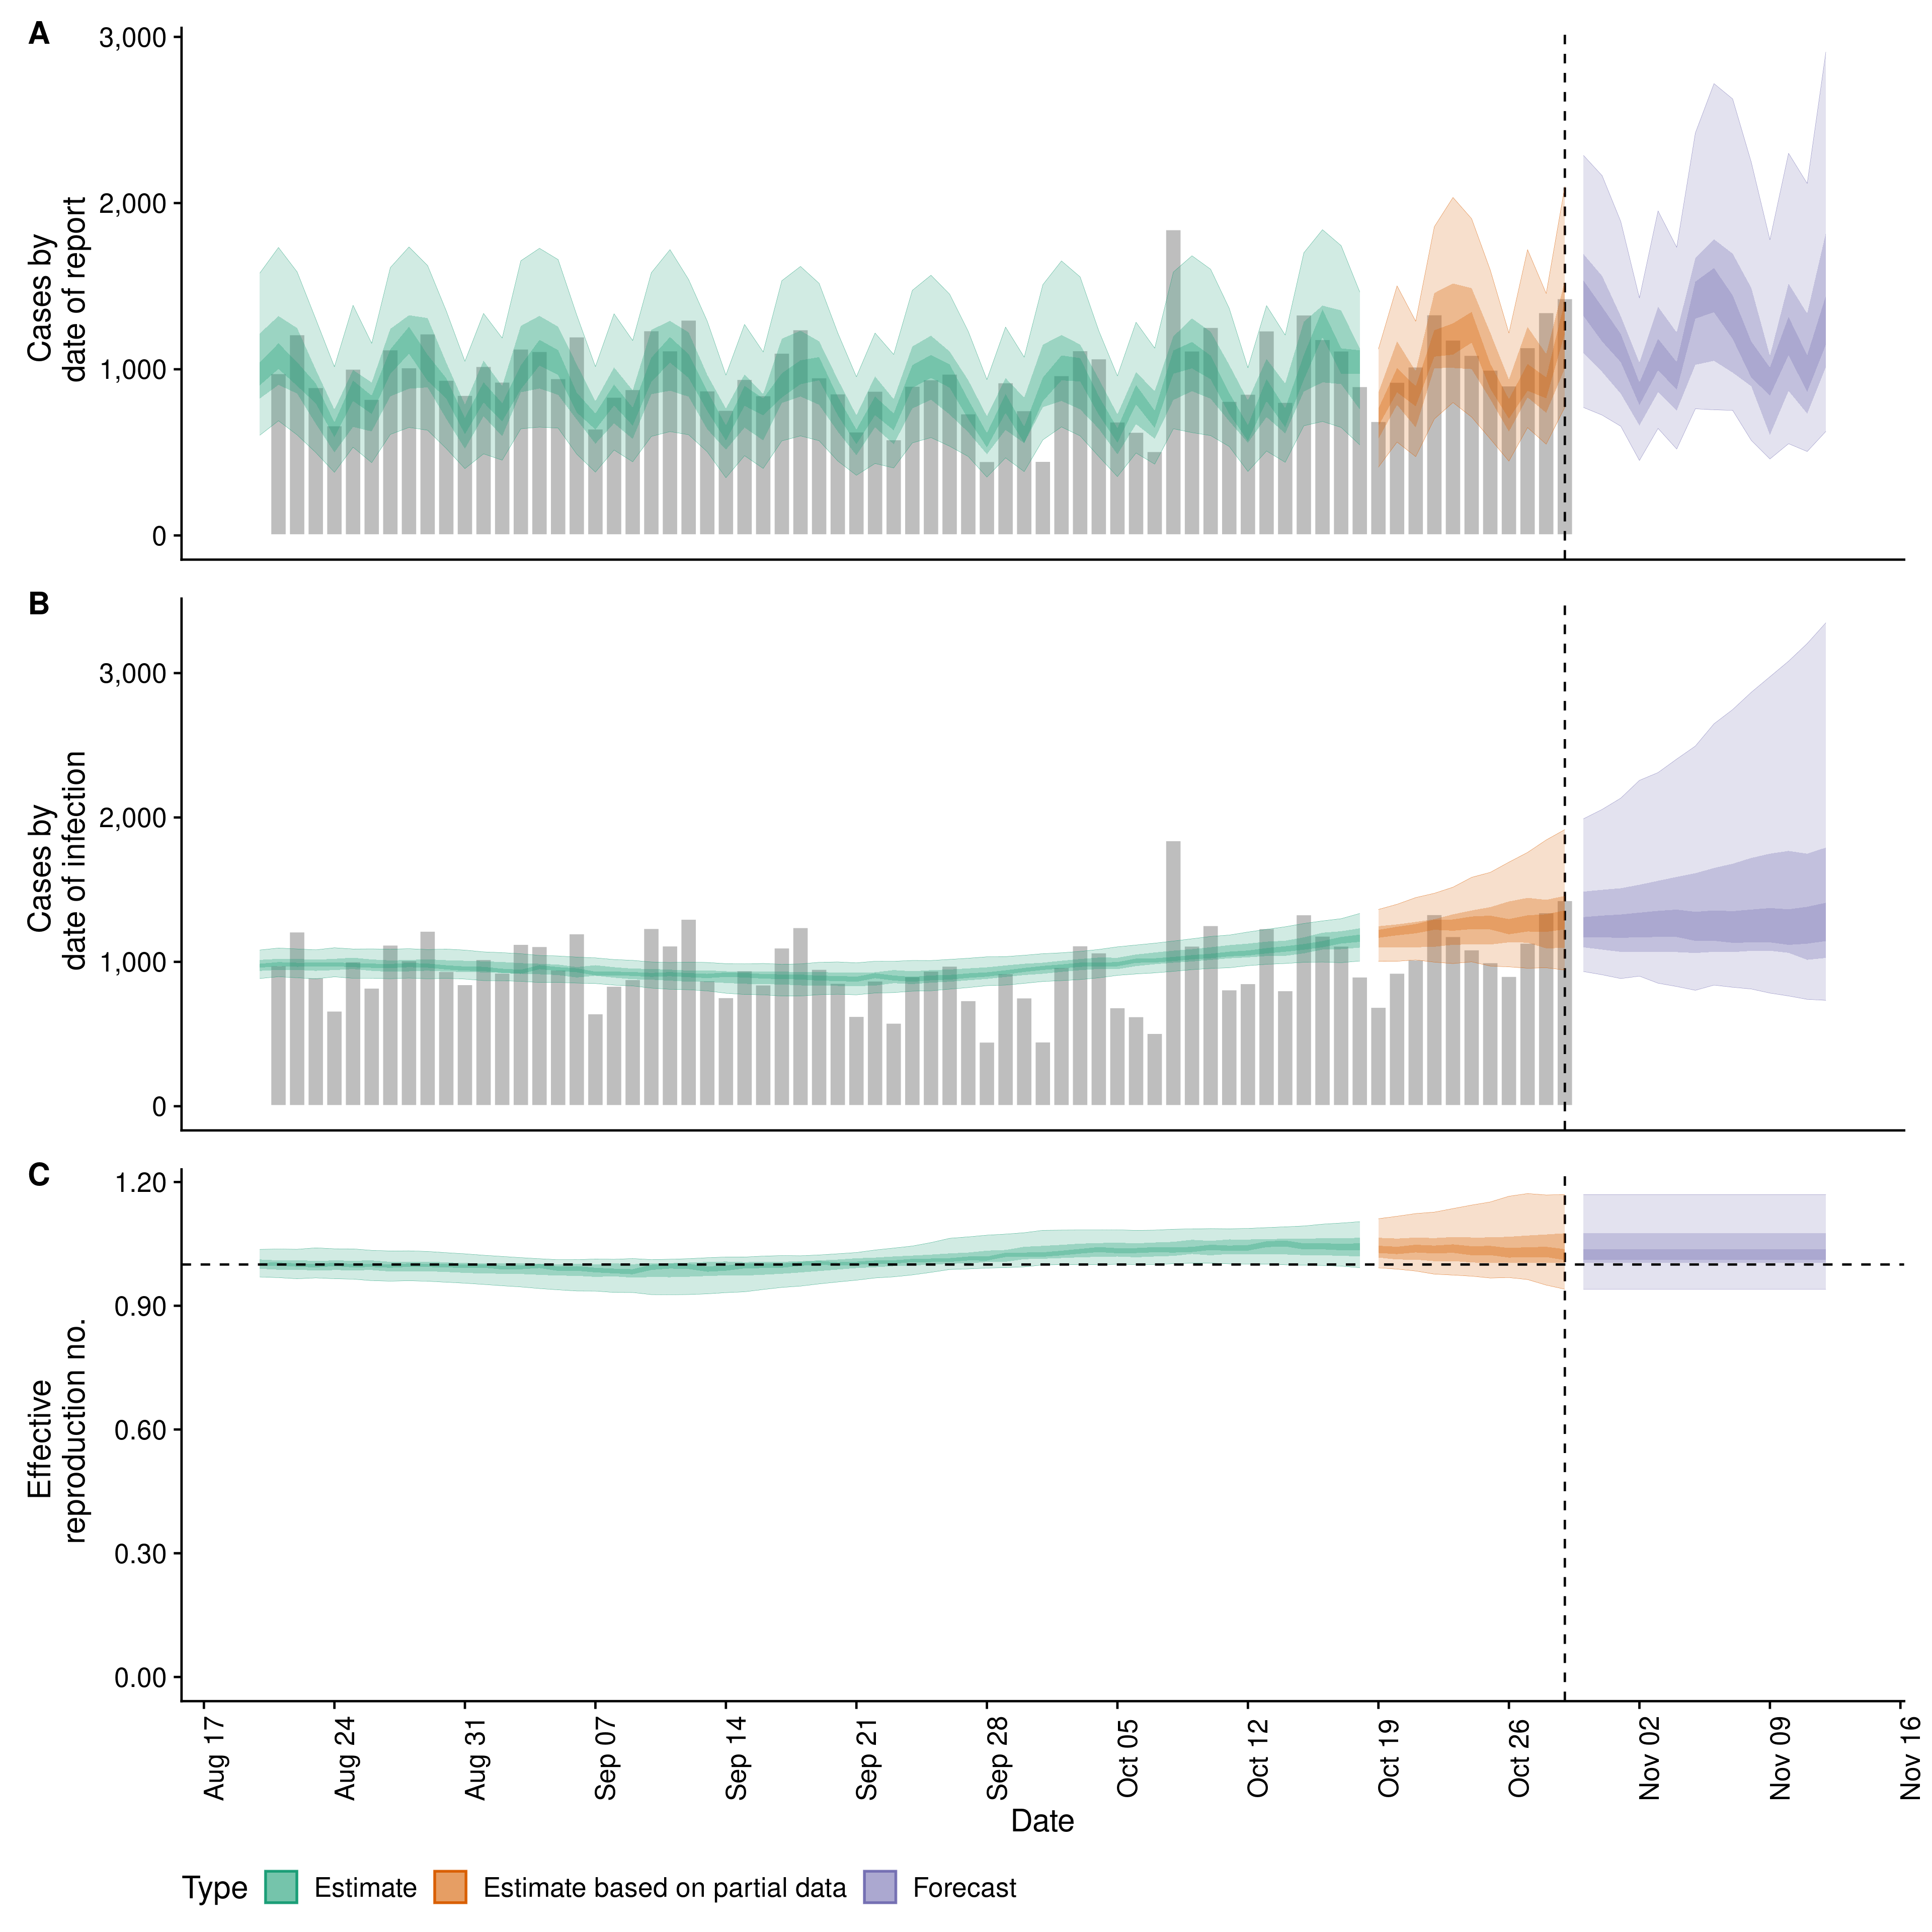 A
3,000
2,000
1,000
0
Cases by
date of report
B
3,000
2,000
1,000
0
Cases by
date of infection
C
1.20
0.90
0.60
0.30
0.00
Effective
reproduction no.
Aug 17
Aug 24
Aug 31
Sep 07
Sep 14
Sep 21
Sep 28
Oct 05
Oct 12
Oct 19
Oct 26
Nov 02
Nov 09
Nov 16
Date
Type Estimate Estimate based on partial data Forecast